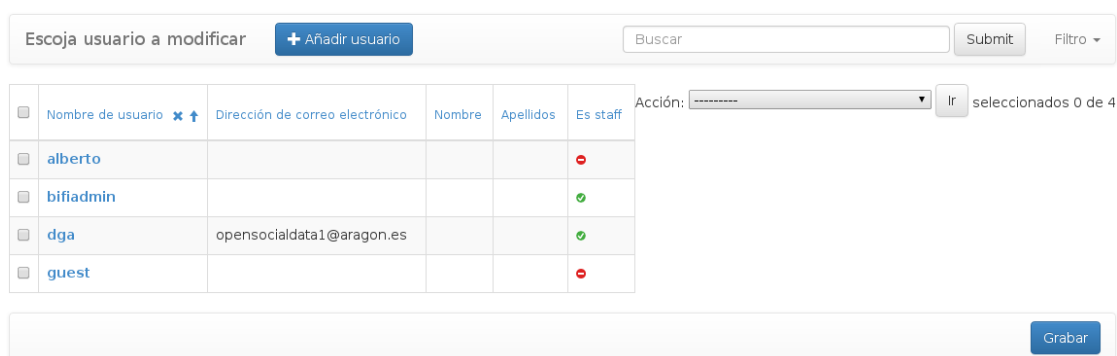 Escoja usuario a modificar + Añadir usuario Buscar Submit Filtro
Nombre de usuario Dirección de correo electrónico Nombre Apellidos Es staff Acción: --------- Ir seleccionados 0 de 4
alberto
bifiadmin
dga opensocialdata1@aragon.es
guest
Grabar